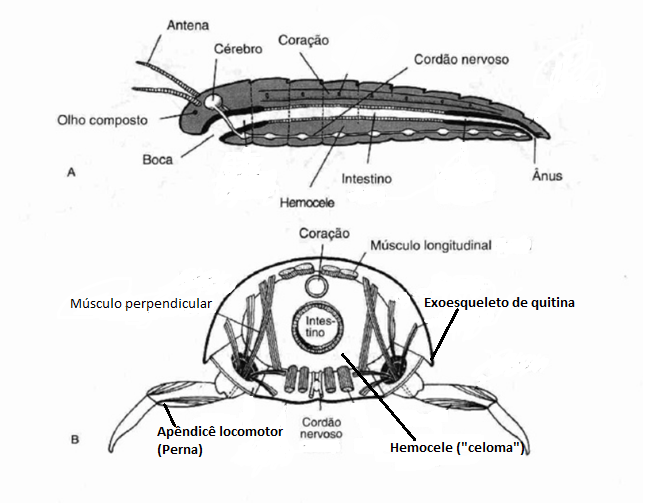 Antena
Cérebro
Coração
Cordão nervoso
Olho composto
Boca
A
Intestino
Ânus
Hemocele
Coração
Músculo longitudinal
Músculo perpendicular
Exoesqueleto de quitina
Intes-
tino
Apêndicê locomotor
(Perna)
Cordão
nervoso
B
Hemocele ("celoma")